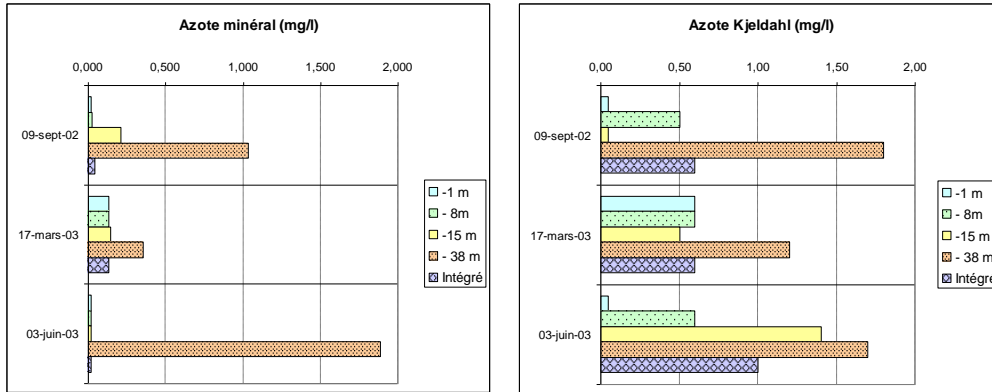 Azote minéral (mg/l)
0,000 0,500 1,000 1,500 2,000
09-sept-02
17-mars-03
03-juin-03
-1 m
- 8m
-15 m
- 38 m
Intégré
Azote Kjeldahl (mg/l)
0,00 0,50 1,00 1,50 2,00
09-sept-02
17-mars-03
03-juin-03
-1 m
- 8m
-15 m
- 38 m
Intégré